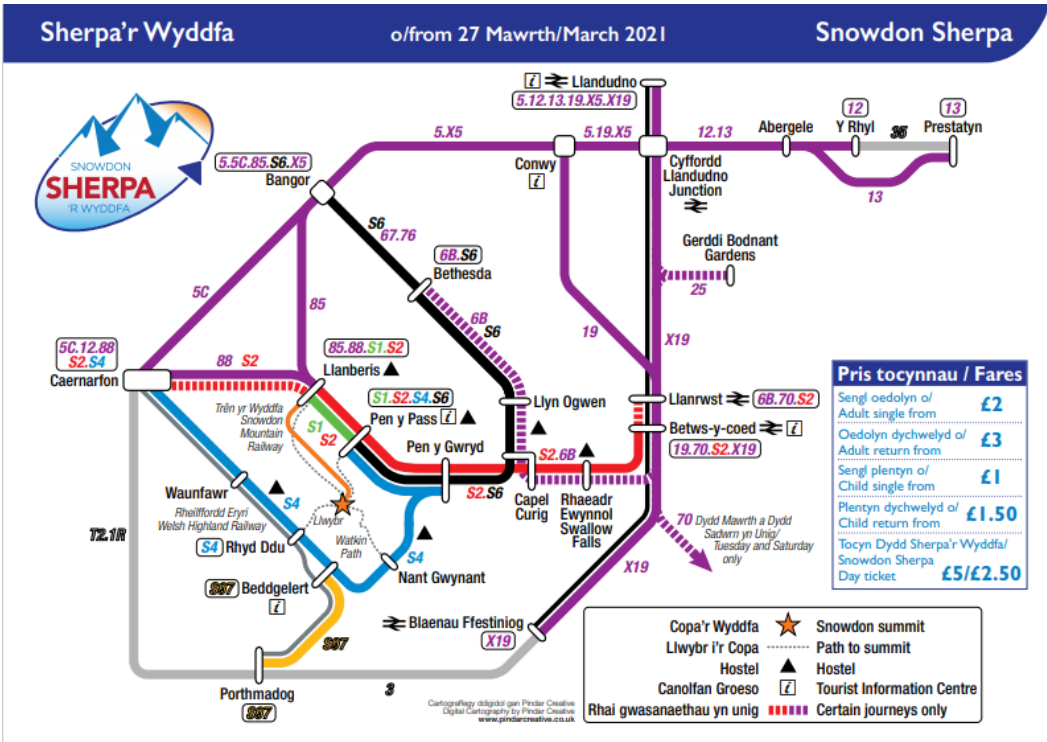 Sherpa'r Wyddfa
o/from 27 Mawrth/March 2021
Snowdon Sherpa
SNOWDON
SHERPA
'R WYDDFA
i Llandudno
5.12.13.19.X5.X19
5.X5
5.19.X5
12.13
Abergele
12
Y Rhyl
35
13
Prestatyn
13
Conwy
i
Cyffordd
Llandudno
Junction
5.5C.85.S6.X5
Bangor
S6
67.76
6B.S6
Bethesda
6B
S6
Gerddi Bodnant
Gardens
25
5C
85
19
X19
5C.12.88
S2.S4
Caernarfon
88 S2
85.88.S1.S2
Llanberis
S1.S2.S4.S6
Pen y Pass i
Pen y Gwryd
S1
S2
Trên yr Wyddfa
Snowdon
Mountain
Railway
Llyn Ogwen
Llanrwst
6B.70.S2
Betws-y-coed i
19.70.S2.X19
S2.6B
S2.S6
Capel
Curig
Rhaeadr
Ewynnol
Swallow
Falls
Waunfawr
S4
Rheilffordd Eryri
Welsh Highland Railway
Llwybr
Watkin
Path
S4 Rhyd Ddu
S4
Nant Gwynant
T2.1R
S97 Beddgelert
i
S97
Porthmadog
S97
3
Blaenau Ffestiniog
X19
X19
70 Dydd Mawrth a Dydd
Sadwrn yn Unig/
Tuesday and Saturday
only
Pris tocynnau / Fares
Sengl oedolyn o/
Adult single from
£2
Oedolyn dychwelyd o/
Adult return from
£3
Sengl plentyn o/
Child single from
£1
Plentyn dychwelyd o/
Child return from
£1.50
Tocyn Dydd Sherpa'r Wyddfa/
Snowdon Sherpa
Day ticket
£5/£2.50
Copa'r Wyddfa Snowdon summit
Llwybr i'r Copa Path to summit
Hostel Hostel
Canolfan Groeso i Tourist Information Centre
Rhai gwasanaethau yn unig Certain journeys only
Cartograffiegy ddigidol gan Pindar Creative
Digital Cartography by Pindar Creative
www.pindarcreative.co.uk